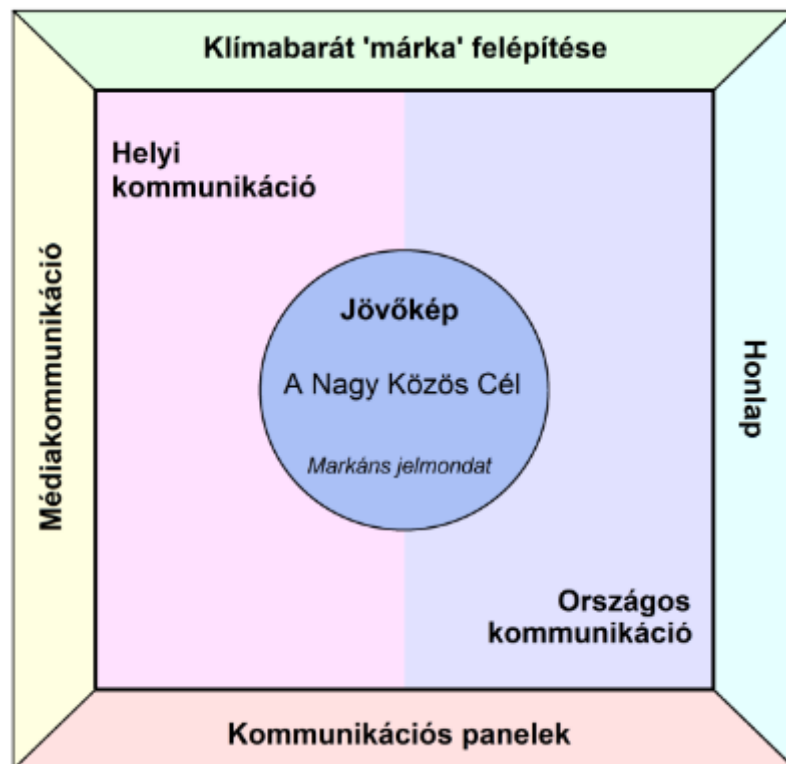 Klímabarát 'márka' felépítése
Helyi
kommunikáció
Médiakommunikáció
Jövőkép
A Nagy Közös Cél
Markáns jelmondat
Honlap
Országos
kommunikáció
Kommunikációs panelek